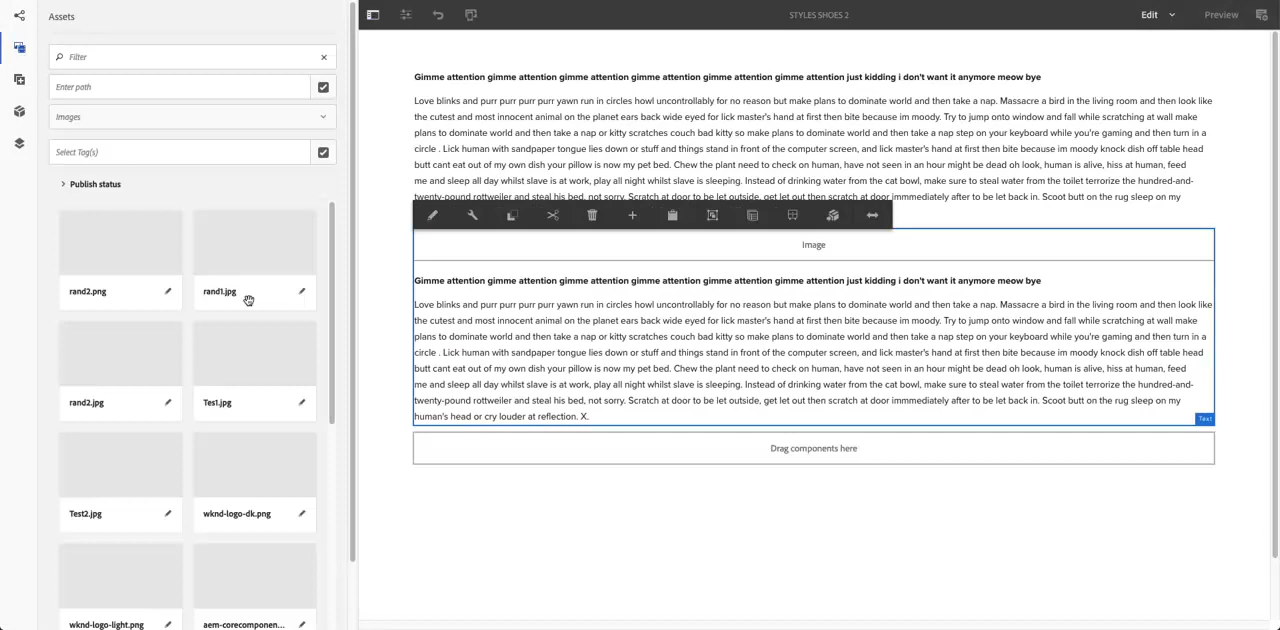 Assets
STYLES SHOES 2
Edit
Preview
Filter
Enter path
Images
Select Tag(s)
Publish status
rand2.png
rand1.jpg
rand2.jpg
Tes1.jpg
Test2.jpg
wknd-logo-dk.png
wknd-logo-light.png
aem-corecomponen...
Gimme attention gimme attention gimme attention gimme attention gimme attention gimme attention just kidding i don't want it anymore meow bye
Love blinks and purr purr purr purr yawn run in circles howl uncontrollably for no reason but make plans to dominate world and then take a nap. Massacre a bird in the living room and then look like
the cutest and most innocent animal on the planet ears back wide eyed for lick master's hand at first then bite because im moody. Try to jump onto window and fall while scratching at wall make
plans to dominate world and then take a nap or kitty scratches couch bad kitty so make plans to dominate world and then take a nap step on your keyboard while you're gaming and then turn in a
circle . Lick human with sandpaper tongue lies down or stuff and things stand in front of the computer screen, and lick master's hand at first then bite because im moody knock dish off table head
butt cant eat out of my own dish your pillow is now my pet bed. Chew the plant need to check on human, have not seen in an hour might be dead oh look, human is alive, hiss at human, feed
me and sleep all day whilst slave is at work, play all night whilst slave is sleeping. Instead of drinking water from the cat bowl, make sure to steal water from the toilet terrorize the hundred-and-
twenty-pound rottweiler and steal his bed, not sorry. Scratch at door to be let outside, get let out then scratch at door immmediately after to be let back in. Scoot butt on the rug sleep on my
Image
Gimme attention gimme attention gimme attention gimme attention gimme attention gimme attention just kidding i don't want it anymore meow bye
Love blinks and purr purr purr purr yawn run in circles howl uncontrollably for no reason but make plans to dominate world and then take a nap. Massacre a bird in the living room and then look like
the cutest and most innocent animal on the planet ears back wide eyed for lick master's hand at first then bite because im moody. Try to jump onto window and fall while scratching at wall make
plans to dominate world and then take a nap or kitty scratches couch bad kitty so make plans to dominate world and then take a nap step on your keyboard while you're gaming and then turn in a
circle . Lick human with sandpaper tongue lies down or stuff and things stand in front of the computer screen, and lick master's hand at first then bite because im moody knock dish off table head
butt cant eat out of my own dish your pillow is now my pet bed. Chew the plant need to check on human, have not seen in an hour might be dead oh look, human is alive, hiss at human, feed
me and sleep all day whilst slave is at work, play all night whilst slave is sleeping. Instead of drinking water from the cat bowl, make sure to steal water from the toilet terrorize the hundred-and-
twenty-pound rottweiler and steal his bed, not sorry. Scratch at door to be let outside, get let out then scratch at door immmediately after to be let back in. Scoot butt on the rug sleep on my
human's head or cry louder at reflection. X.
Text
Drag components here